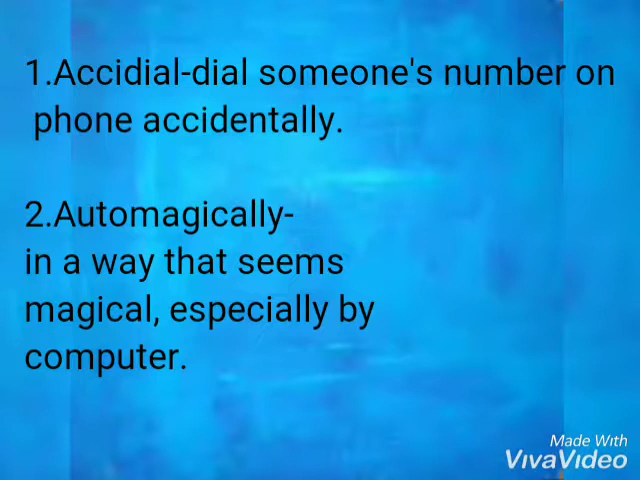 1.Accidial-dial someone's number on
phone accidentally.
2.Automagically-
in a way that seems
magical, especially by
computer.
Made With
VivaVideo